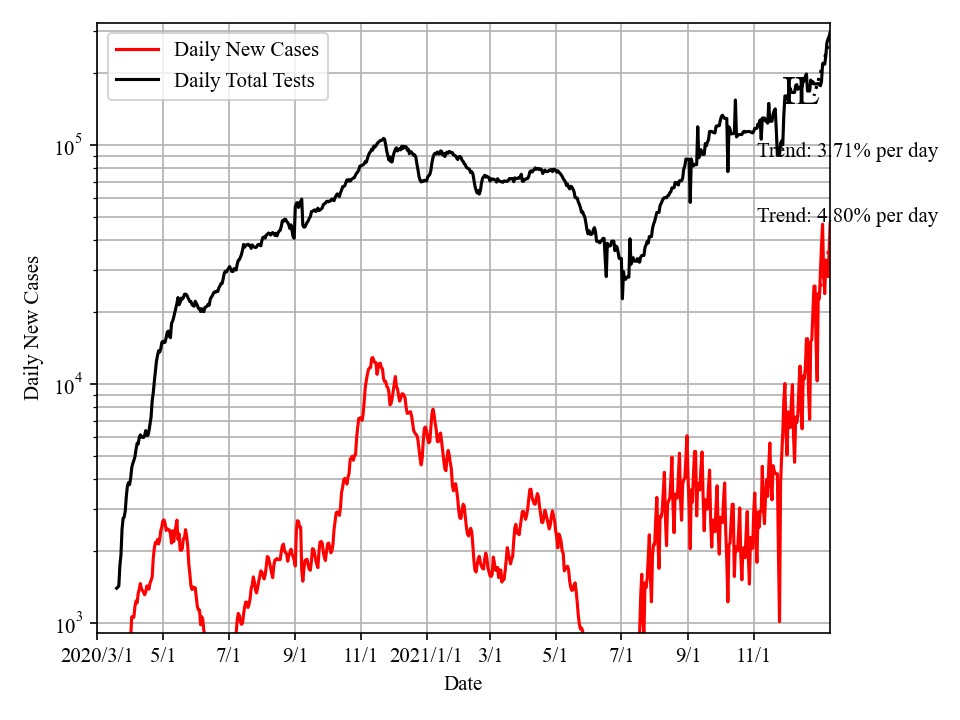 Daily New Cases
Daily Total Tests
IL
10^5
Trend: 3.71% per day
Trend: 4.80% per day
Daily New Cases
10^4
10^3
2020/3/1 5/1 7/1 9/1 11/1 2021/1/1 3/1 5/1 7/1 9/1 11/1
Date